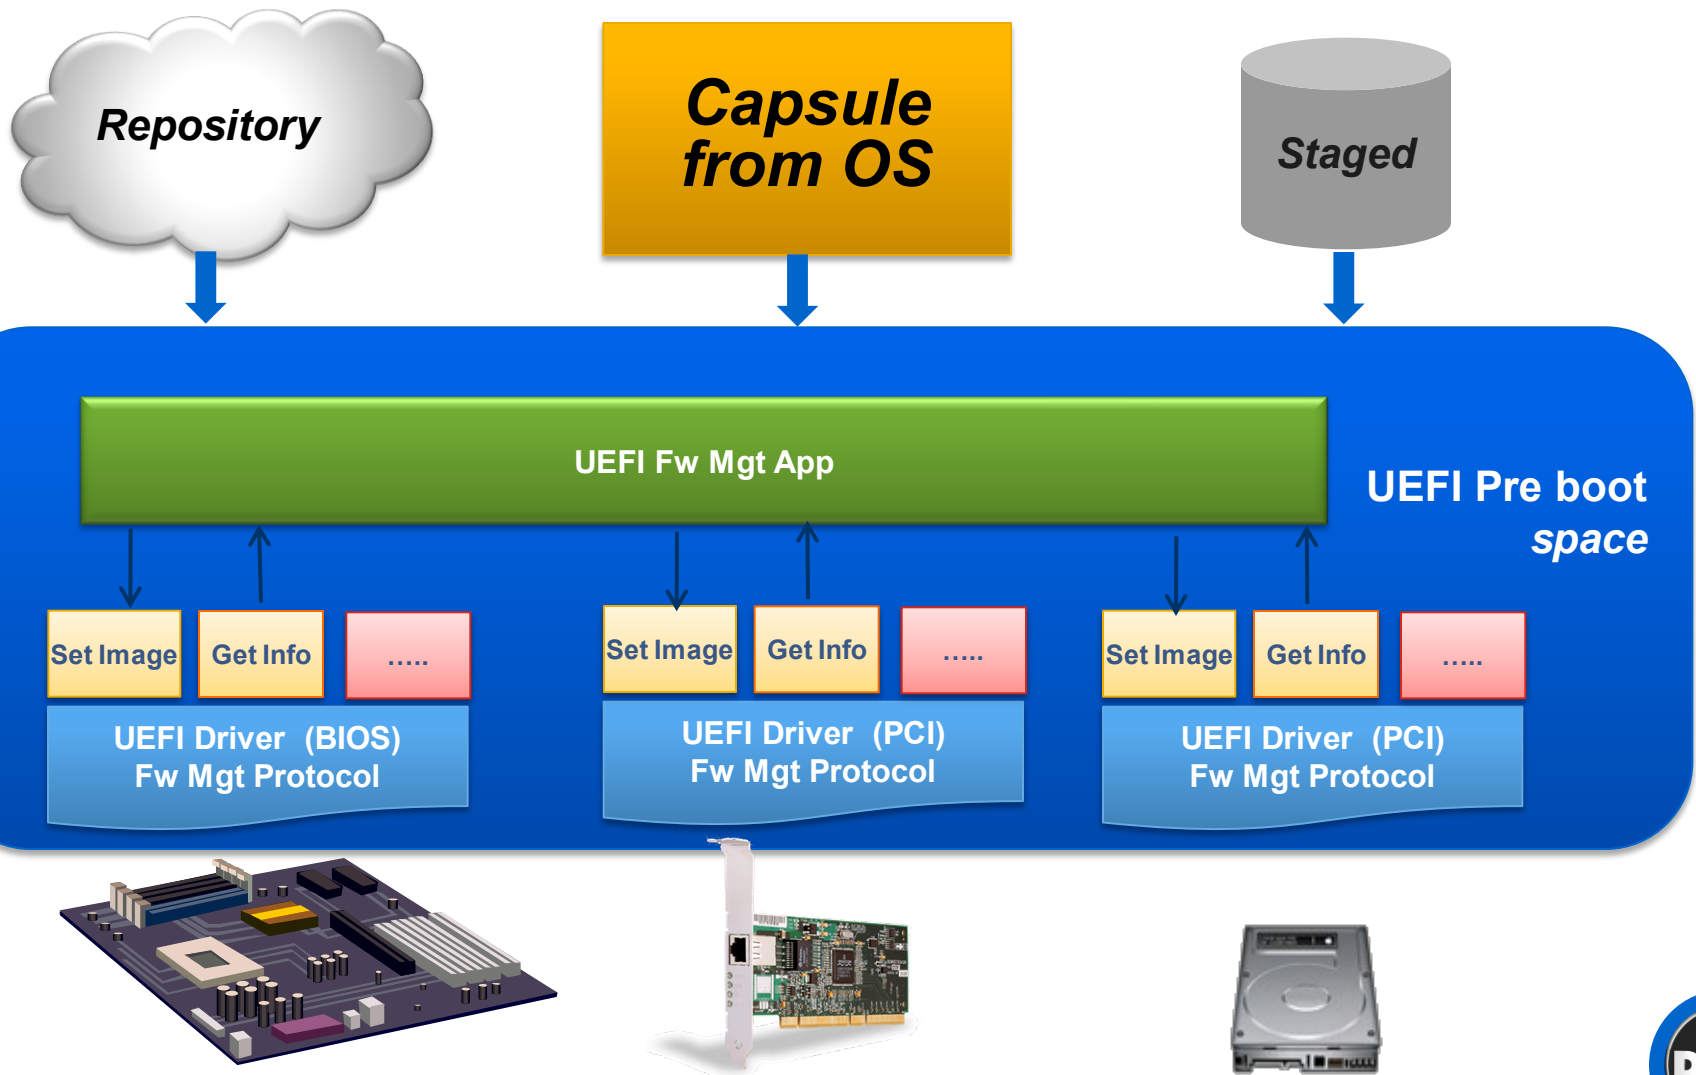 Repository
Capsule
from OS
Staged
UEFI Fw Mgt App
UEFI Pre boot
space
Set Image
Get Info
.....
Set Image
Get Info
.....
Set Image
Get Info
.....
UEFI Driver (BIOS)
Fw Mgt Protocol
UEFI Driver (PCI)
Fw Mgt Protocol
UEFI Driver (PCI)
Fw Mgt Protocol